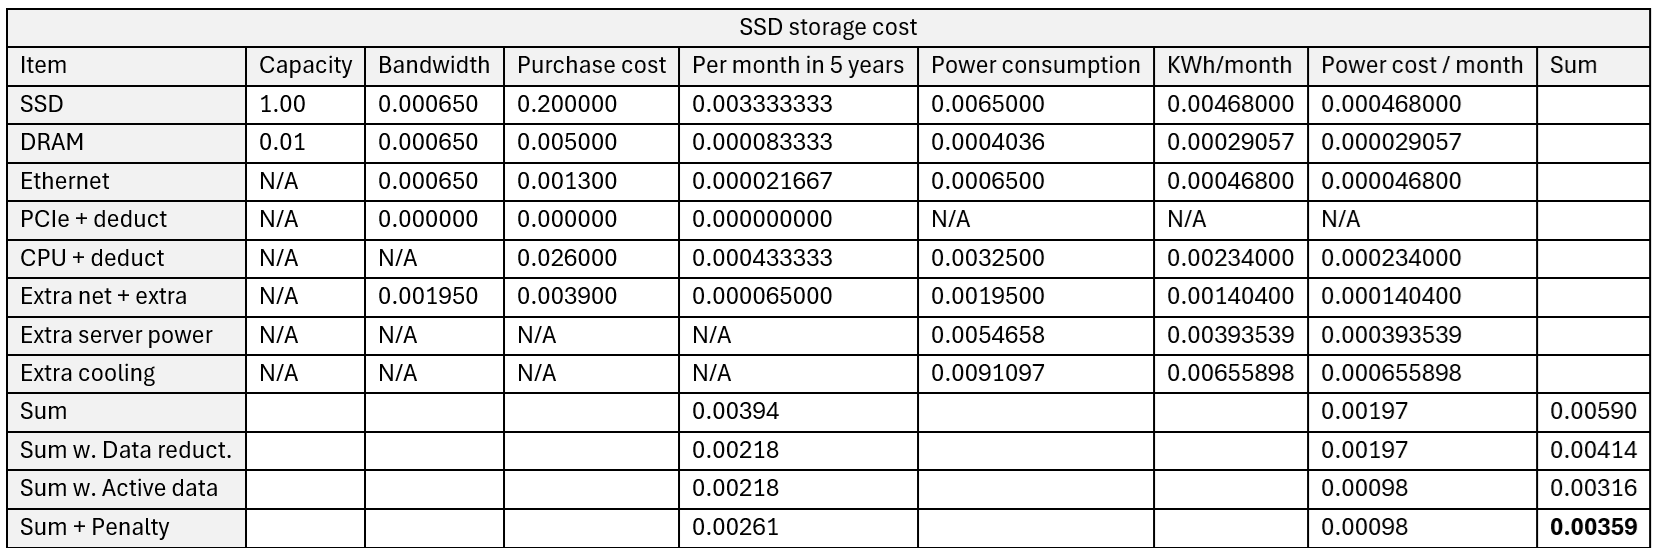 SSD storage cost
Item Capacity Bandwidth Purchase cost Per month in 5 years Power consumption KWh/month Power cost / month Sum
SSD 1.00 0.000650 0.200000 0.003333333 0.0065000 0.00468000 0.000468000
DRAM 0.01 0.000650 0.005000 0.000083333 0.0004036 0.00029057 0.000029057
Ethernet N/A 0.000650 0.001300 0.000021667 0.0006500 0.00046800 0.000046800
PCIe + deduct N/A 0.000000 0.000000 0.000000000 N/A N/A N/A
CPU + deduct N/A N/A 0.026000 0.000433333 0.0032500 0.00234000 0.000234000
Extra net + extra N/A 0.001950 0.003900 0.000065000 0.0019500 0.00140400 0.000140400
Extra server power N/A N/A N/A N/A 0.0054658 0.00393539 0.000393539
Extra cooling N/A N/A N/A N/A 0.0091097 0.00655898 0.000655898
Sum 0.00394 0.00197 0.00590
Sum w. Data reduct. 0.00218 0.00197 0.00414
Sum w. Active data 0.00218 0.00098 0.00316
Sum + Penalty 0.00261 0.00098 0.00359